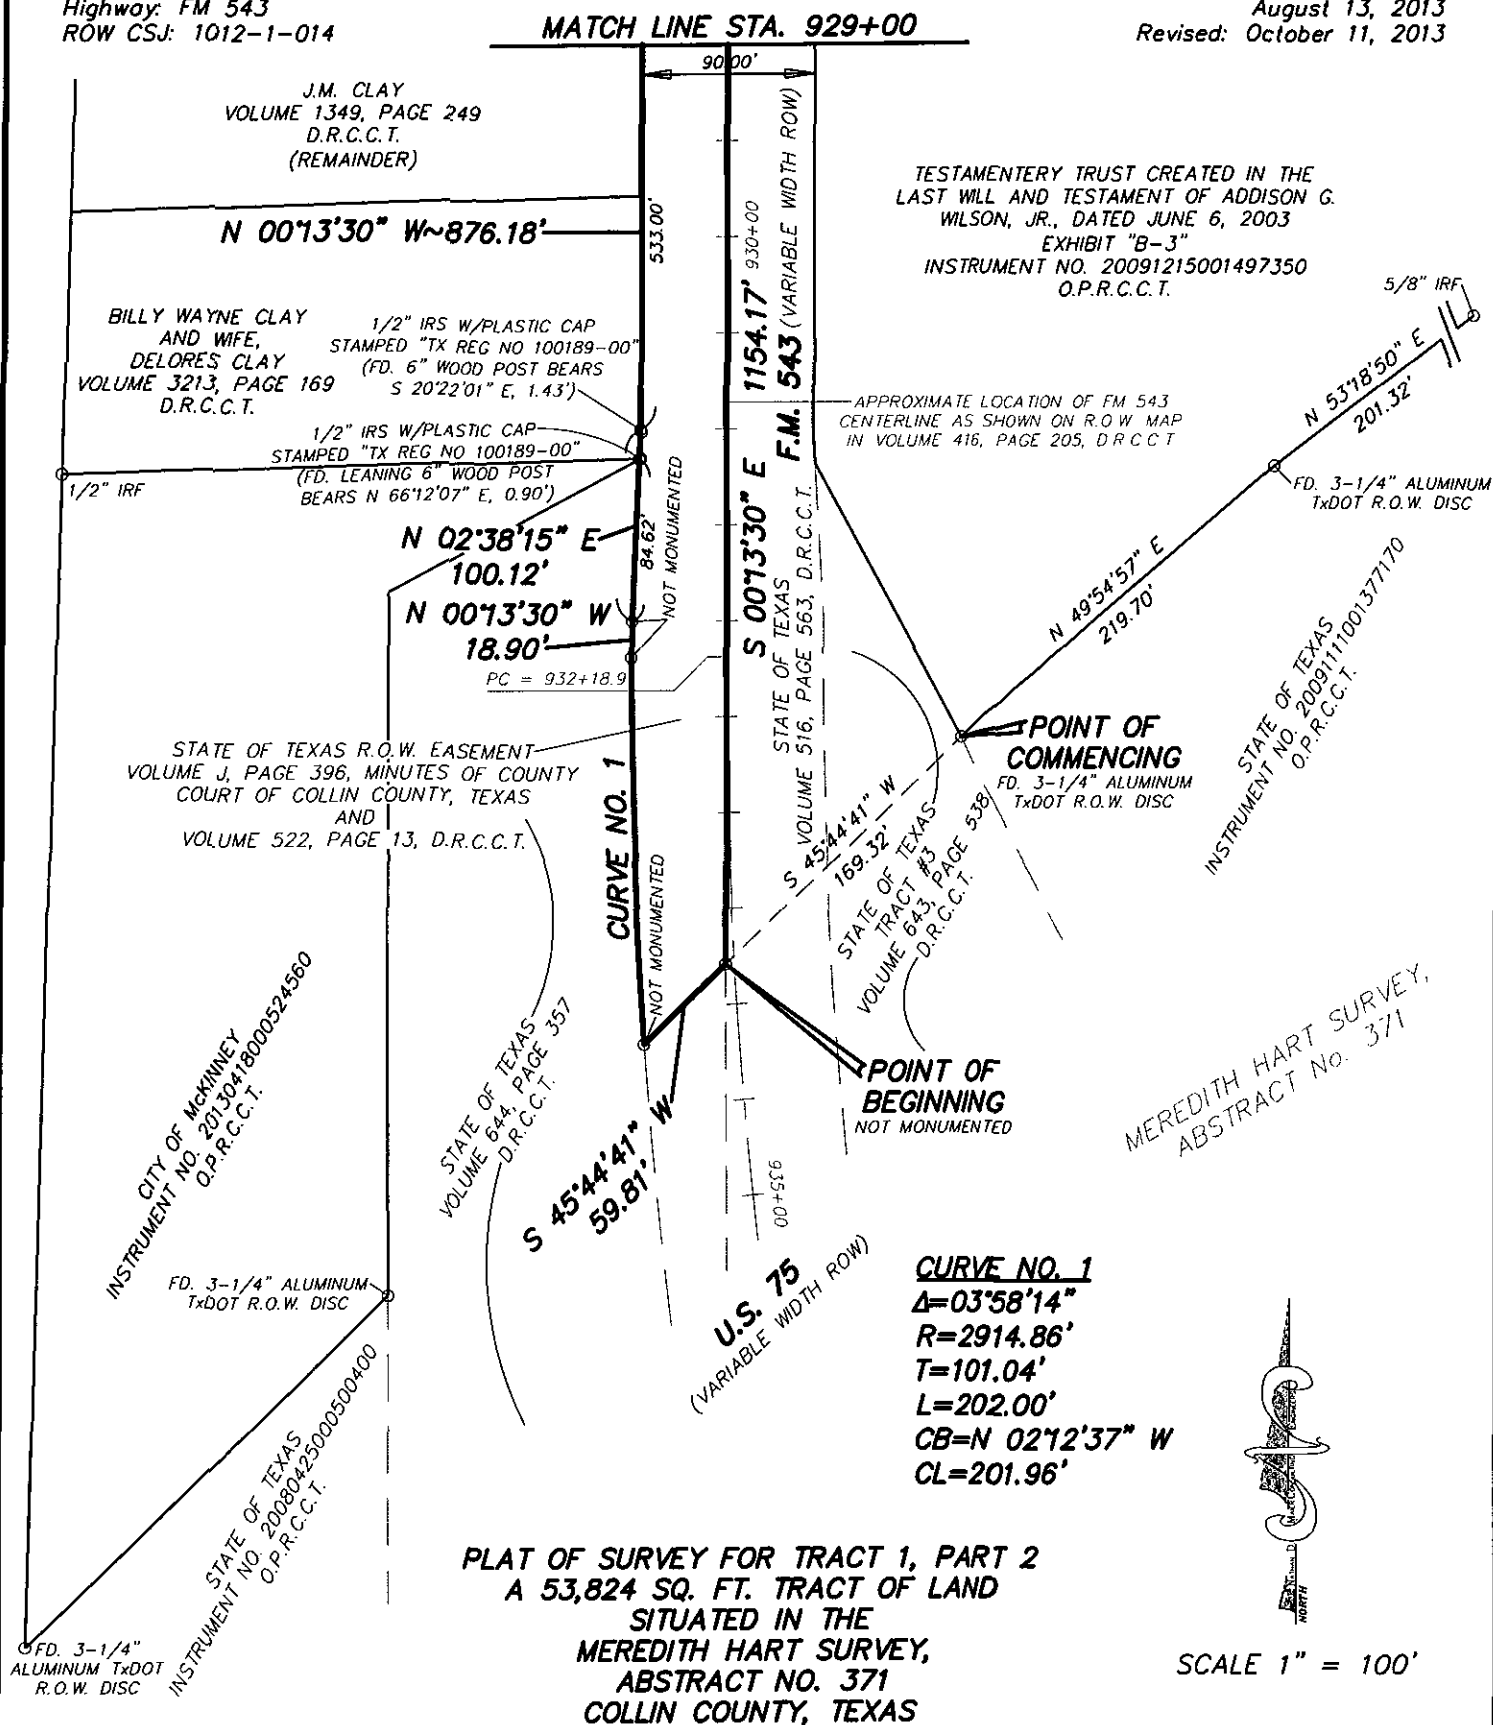 Highway: FM 543
ROW CSJ: 1012-1-014
MATCH LINE STA. 929+00
August 13, 2013
Revised: October 11, 2013
90.00'
J.M. CLAY
VOLUME 1349, PAGE 249
D.R.C.C.T.
(REMAINDER)
N 00°13'30" W~876.18'
533.00'
930+00
S 00°13'30" E 1154.17'
F.M. 543 (VARIABLE WIDTH ROW)
TESTAMENTERY TRUST CREATED IN THE
LAST WILL AND TESTAMENT OF ADDISON G.
WILSON, JR., DATED JUNE 6, 2003
EXHIBIT "B-3"
INSTRUMENT NO. 20091215001497350
O.P.R.C.C.T.
5/8" IRF
BILLY WAYNE CLAY
AND WIFE,
DELORES CLAY
VOLUME 3213, PAGE 169
D.R.C.C.T.
1/2" IRS W/PLASTIC CAP
STAMPED "TX REG NO 100189-00"
(FD. 6" WOOD POST BEARS
S 20°22'01" E, 1.43')
1/2" IRS W/PLASTIC CAP
STAMPED "TX REG NO 100189-00"
(FD. LEANING 6" WOOD POST
BEARS N 66°12'07" E, 0.90')
1/2" IRF
APPROXIMATE LOCATION OF FM 543
CENTERLINE AS SHOWN ON R.O.W MAP
IN VOLUME 416, PAGE 205, D R C C T
N 53°18'50" E
201.32'
FD. 3-1/4" ALUMINUM
TxDOT R.O.W. DISC
N 02°38'15" E
100.12'
84.62'
NOT MONUMENTED
N 00°13'30" W
18.90'
PC = 932+18.9
STATE OF TEXAS
VOLUME 516, PAGE 563, D.R.C.C.T.
N 49°54'57" E
219.70'
STATE OF TEXAS
INSTRUMENT NO. 20091111001377170
O.P.R.C.C.T.
POINT OF
COMMENCING
FD. 3-1/4" ALUMINUM
TxDOT R.O.W. DISC
STATE OF TEXAS R.O.W. EASEMENT
VOLUME J, PAGE 396, MINUTES OF COUNTY
COURT OF COLLIN COUNTY, TEXAS
AND
VOLUME 522, PAGE 13, D.R.C.C.T.
CURVE NO. 1
NOT MONUMENTED
S 45°44'41" W
169.32'
STATE OF TEXAS
TRACT #3
VOLUME 643, PAGE 538
D.R.C.C.T.
CITY OF McKINNEY
INSTRUMENT NO. 20130418000524560
O.P.R.C.C.T.
STATE OF TEXAS
VOLUME 644, PAGE 357
D.R.C.C.T.
S 45°44'41" W
59.81'
POINT OF
BEGINNING
NOT MONUMENTED
MEREDITH HART SURVEY,
ABSTRACT No. 371
935+00
U.S. 75
(VARIABLE WIDTH ROW)
FD. 3-1/4" ALUMINUM
TxDOT R.O.W. DISC
CURVE NO. 1
Δ=03°58'14"
R=2914.86'
T=101.04'
L=202.00'
CB=N 02°12'37" W
CL=201.96'
STATE OF TEXAS
INSTRUMENT NO. 20080425000500400
O.P.R.C.C.T.
FD. 3-1/4"
ALUMINUM TxDOT
R.O.W. DISC
PLAT OF SURVEY FOR TRACT 1, PART 2
A 53,824 SQ. FT. TRACT OF LAND
SITUATED IN THE
MEREDITH HART SURVEY,
ABSTRACT NO. 371
COLLIN COUNTY, TEXAS
NORTH
SCALE 1" = 100'